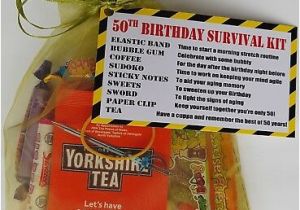 50TH BIRTHDAY SURVIVAL KIT
ELASTIC BAND Time to start a morning stretch routine
BUBBLE GUM Celebrate with some bubbly
COFFEE For the day after the birthday night before
SUDOKO Time to work on keeping your mind agile
STICKY NOTES To aid aging memory
SWEETS To sweeten on your Birthday
SWORD To fight the signs of aging
PAPER CLIP Keep yourself together you're only 50!
TEA Have a cuppa and remember the best of 50 years!
YORKSHIRE
TEA
Let's have